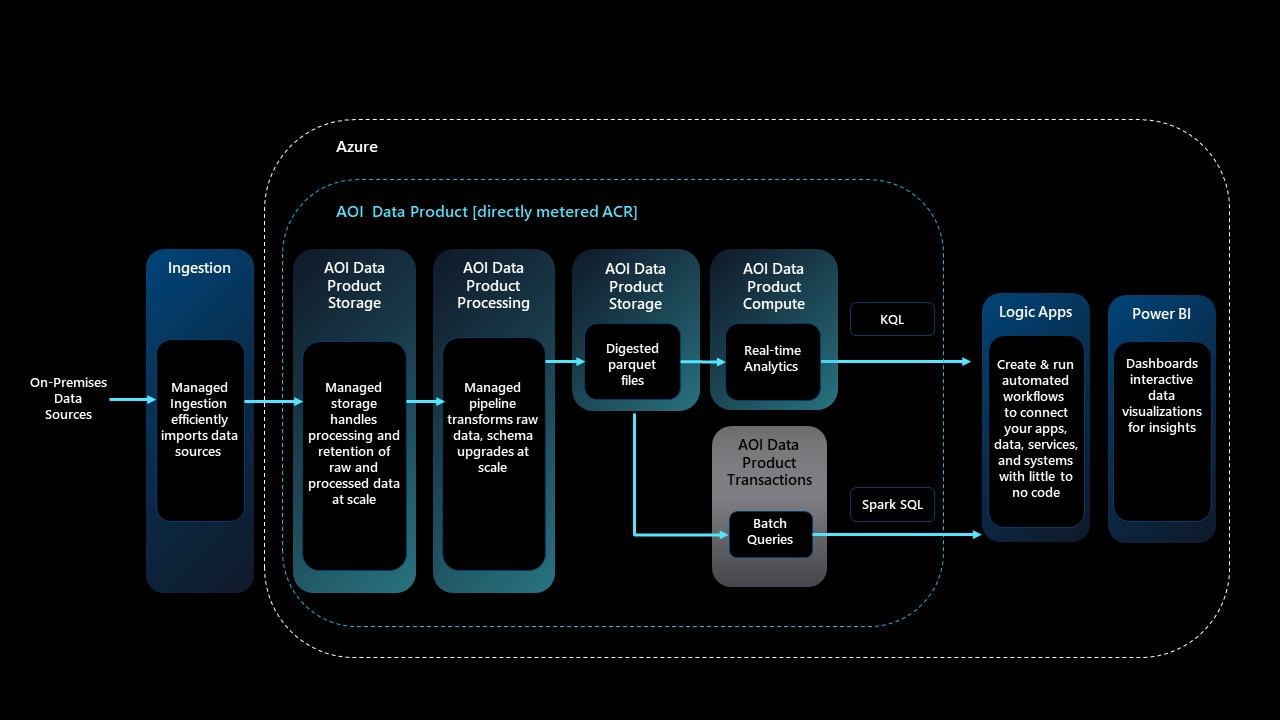 Azure
AOI Data Product [directly metered ACR]
On-Premises
Data
Sources
Ingestion
Managed
Ingestion
efficiently
imports data
sources
AOI Data
Product
Storage
Managed
storage
handles
processing and
retention of
raw and
processed data
at scale
AOI Data
Product
Processing
Managed
pipeline
transforms raw
data, schema
upgrades at
scale
AOI Data
Product
Storage
Digested
parquet
files
AOI Data
Product
Compute
Real-time
Analytics
KQL
AOI Data
Product
Transactions
Batch
Queries
Spark SQL
Logic Apps
Create & run
automated
workflows
to connect
your apps,
data, services,
and systems
with little to
no code
Power BI
Dashboards
interactive
data
visualizations
for insights